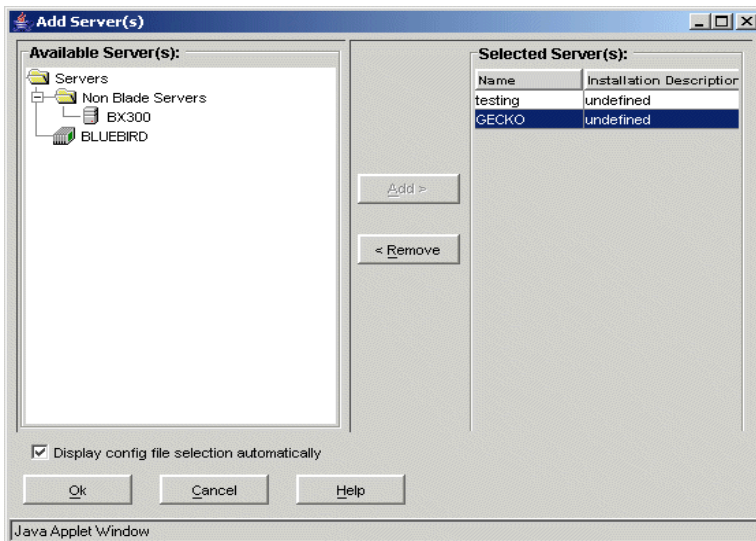 Add Server(s)
Available Server(s):
Servers
Non Blade Servers
BX300
BLUEBIRD
Add >
< Remove
Selected Server(s):
Name Installation Description
testing undefined
GECKO undefined
Display config file selection automatically
Ok Cancel Help
Java Applet Window